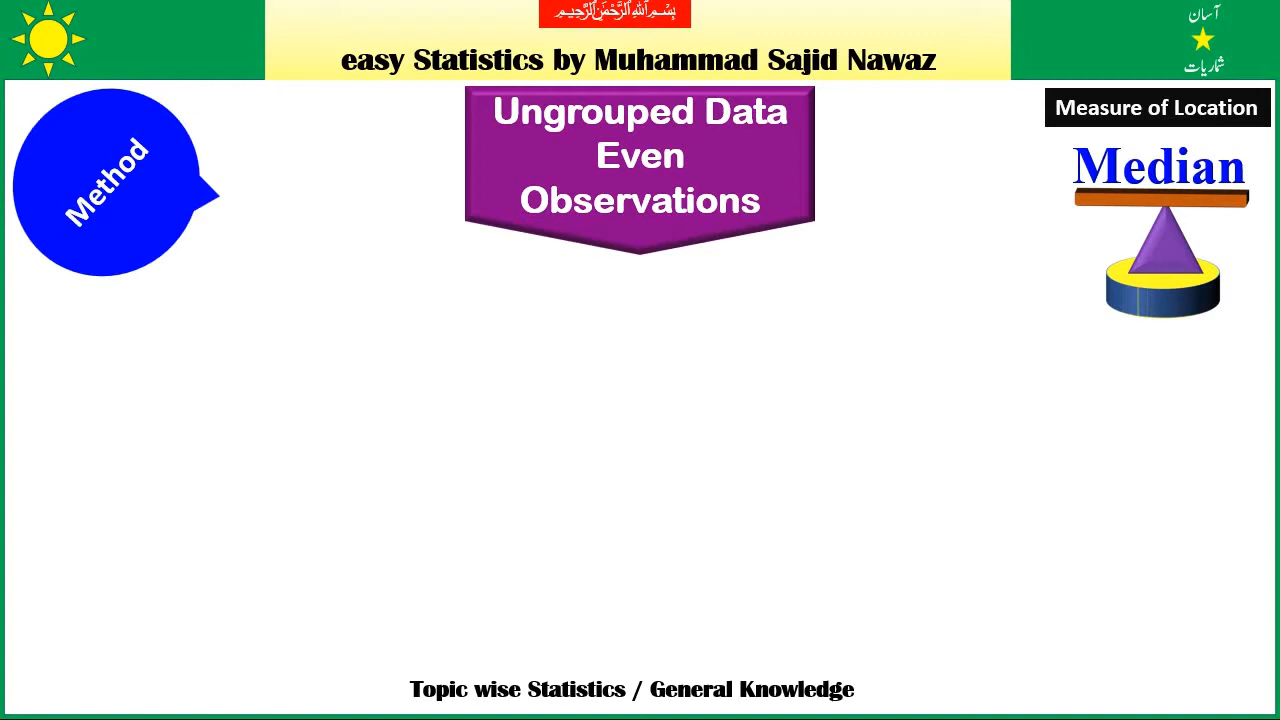 بِسْمِ اللهِ الرَّحْمٰنِ الرَّحِيْمِ
easy Statistics by Muhammad Sajid Nawaz
آسان
شماریات
Method
Ungrouped Data
Even
Observations
Measure of Location
Median
Topic wise Statistics / General Knowledge